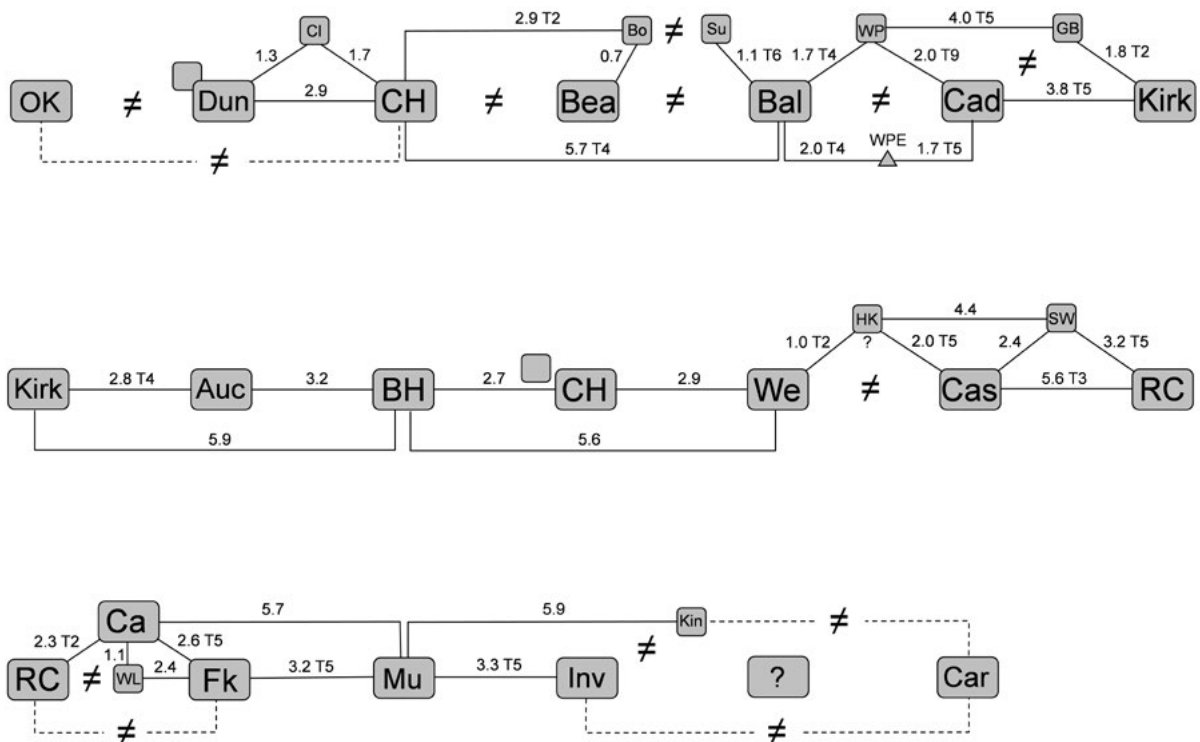 2.9 T2
4.0 T5
Cl
Bo
≠
Su
WP
GB
1.3
1.7
0.7
1.1 T6
1.7 T4
2.0 T9
≠
1.8 T2
OK
≠
Dun
2.9
CH
≠
Bea
≠
Bal
≠
Cad
3.8 T5
Kirk
≠
5.7 T4
2.0 T4
WPE
1.7 T5
HK
4.4
SW
1.0 T2
?
2.0 T5
2.4
3.2 T5
Kirk
2.8 T4
Auc
3.2
BH
2.7
CH
2.9
We
≠
Cas
5.6 T3
RC
5.9
5.6
Ca
5.7
5.9
Kin
≠
2.3 T2
1.1
2.6 T5
≠
RC
≠
WL
2.4
Fk
3.2 T5
Mu
3.3 T5
Inv
?
Car
≠
≠